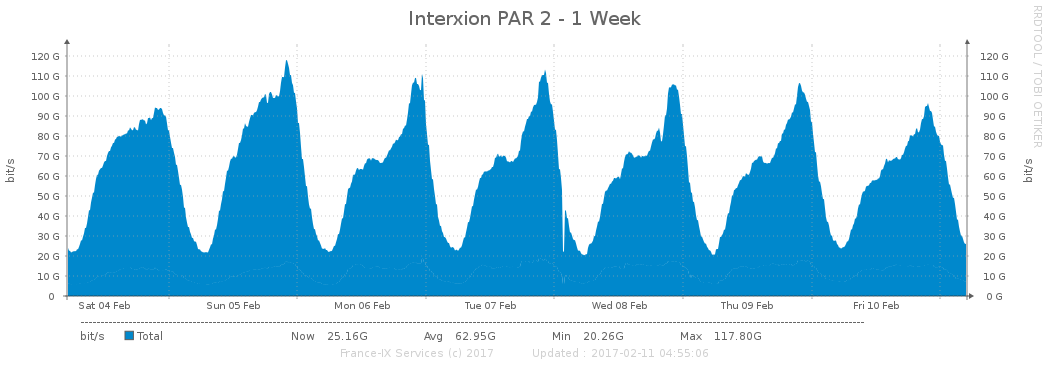 Interxion PAR 2 - 1 Week
RRDTOOL / TOBI OETIKER
120 G 120 G
110 G 110 G
100 G 100 G
90 G 90 G
80 G 80 G
70 G 70 G
60 G 60 G
50 G 50 G
40 G 40 G
30 G 30 G
20 G 20 G
10 G 10 G
0 0 G
bit/s bit/s
Sat 04 Feb Sun 05 Feb Mon 06 Feb Tue 07 Feb Wed 08 Feb Thu 09 Feb Fri 10 Feb
bit/s Total Now 25.16G Avg 62.95G Min 20.26G Max 117.80G
France-IX Services (c) 2017 Updated : 2017-02-11 04:55:06